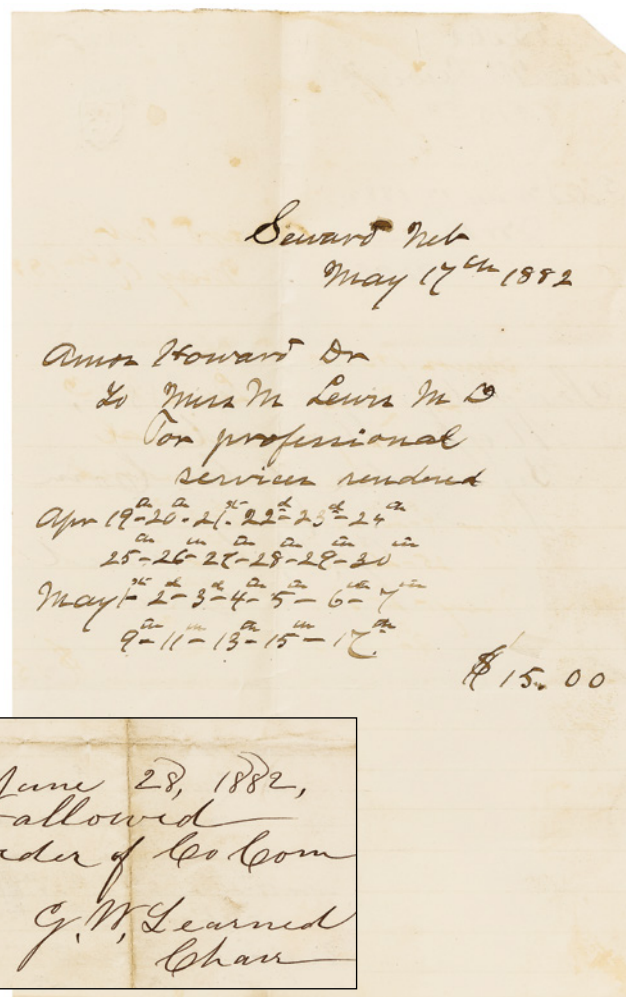 Seward Neb
May 17th 1882
Amos Howard Dr
To Miss M Lewis M D
For professional
services rendered
Apr 19th-20th-21st-22d-23d-24th
25th-26th-27th-28th-29th-30th
May 1st-2d-3d-4th-5th-6th-7th
9th-11th-13th-15th-17th.
$15.00
June 28, 1882,
allowed
der of Co Com
G. W. Learned
Chair